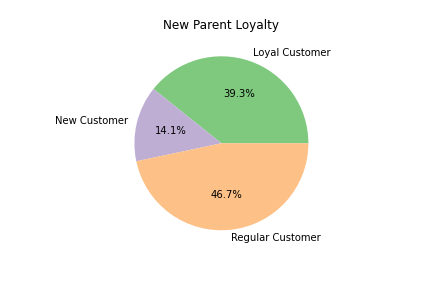 New Parent Loyalty
Loyal Customer
39.3%
New Customer
14.1%
46.7%
Regular Customer